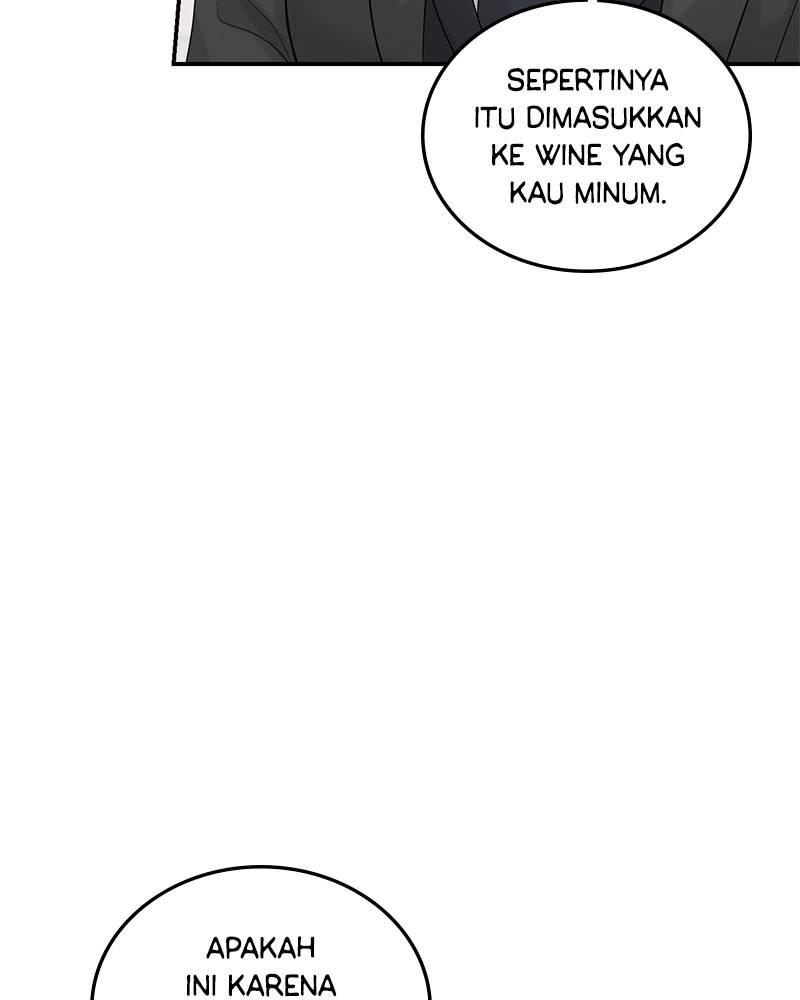 SEPERTINYA
ITU DIMASUKKAN
KE WINE YANG
KAU MINUM.
APAKAH
INI KARENA